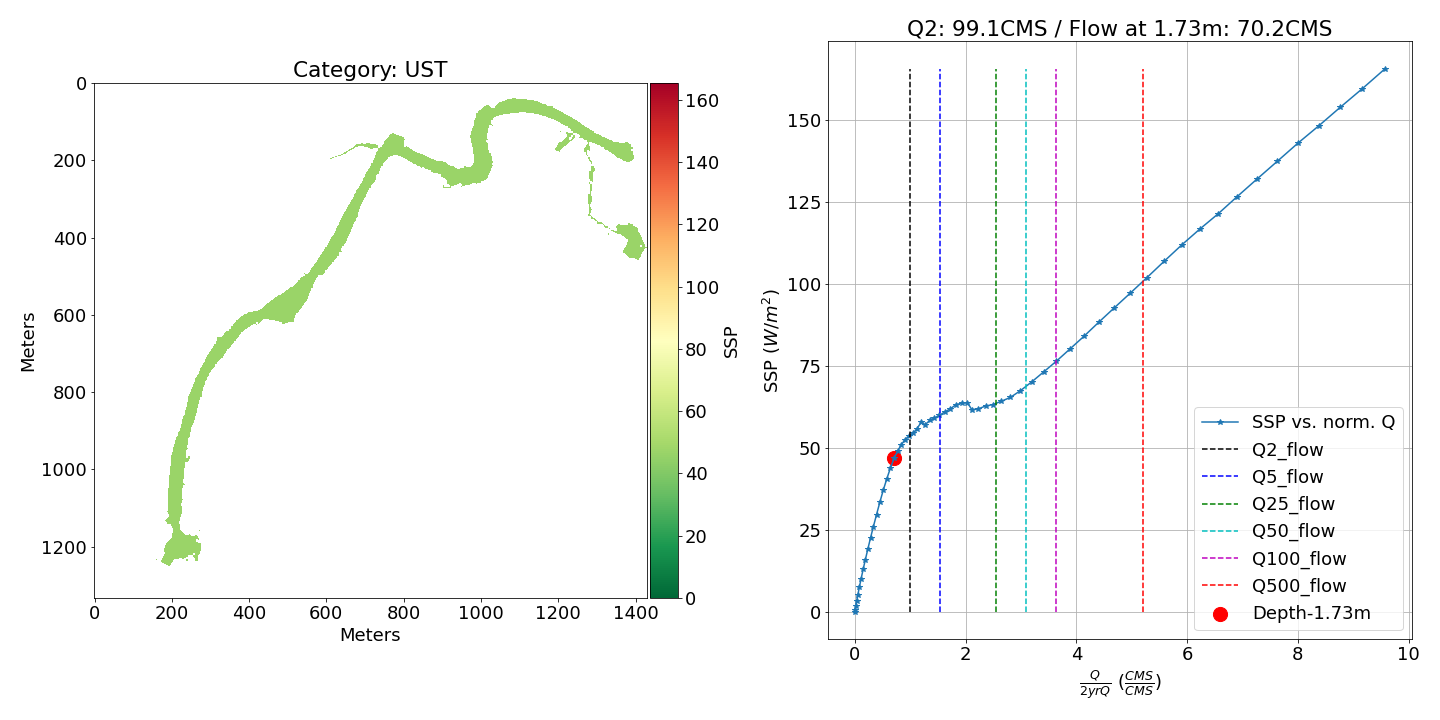 Category: UST
0
200
400
600
800
1000
1200
Meters
0 200 400 600 800 1000 1200 1400
Meters
160
140
120
100
80
60
40
20
0
SSP
Q2: 99.1CMS / Flow at 1.73m: 70.2CMS
150
125
100
75
50
25
0
SSP (W/m²)
SSP vs. norm. Q
Q2_flow
Q5_flow
Q25_flow
Q50_flow
Q100_flow
Q500_flow
Depth-1.73m
0 2 4 6 8 10
Q/2yrQ (CMS/CMS)